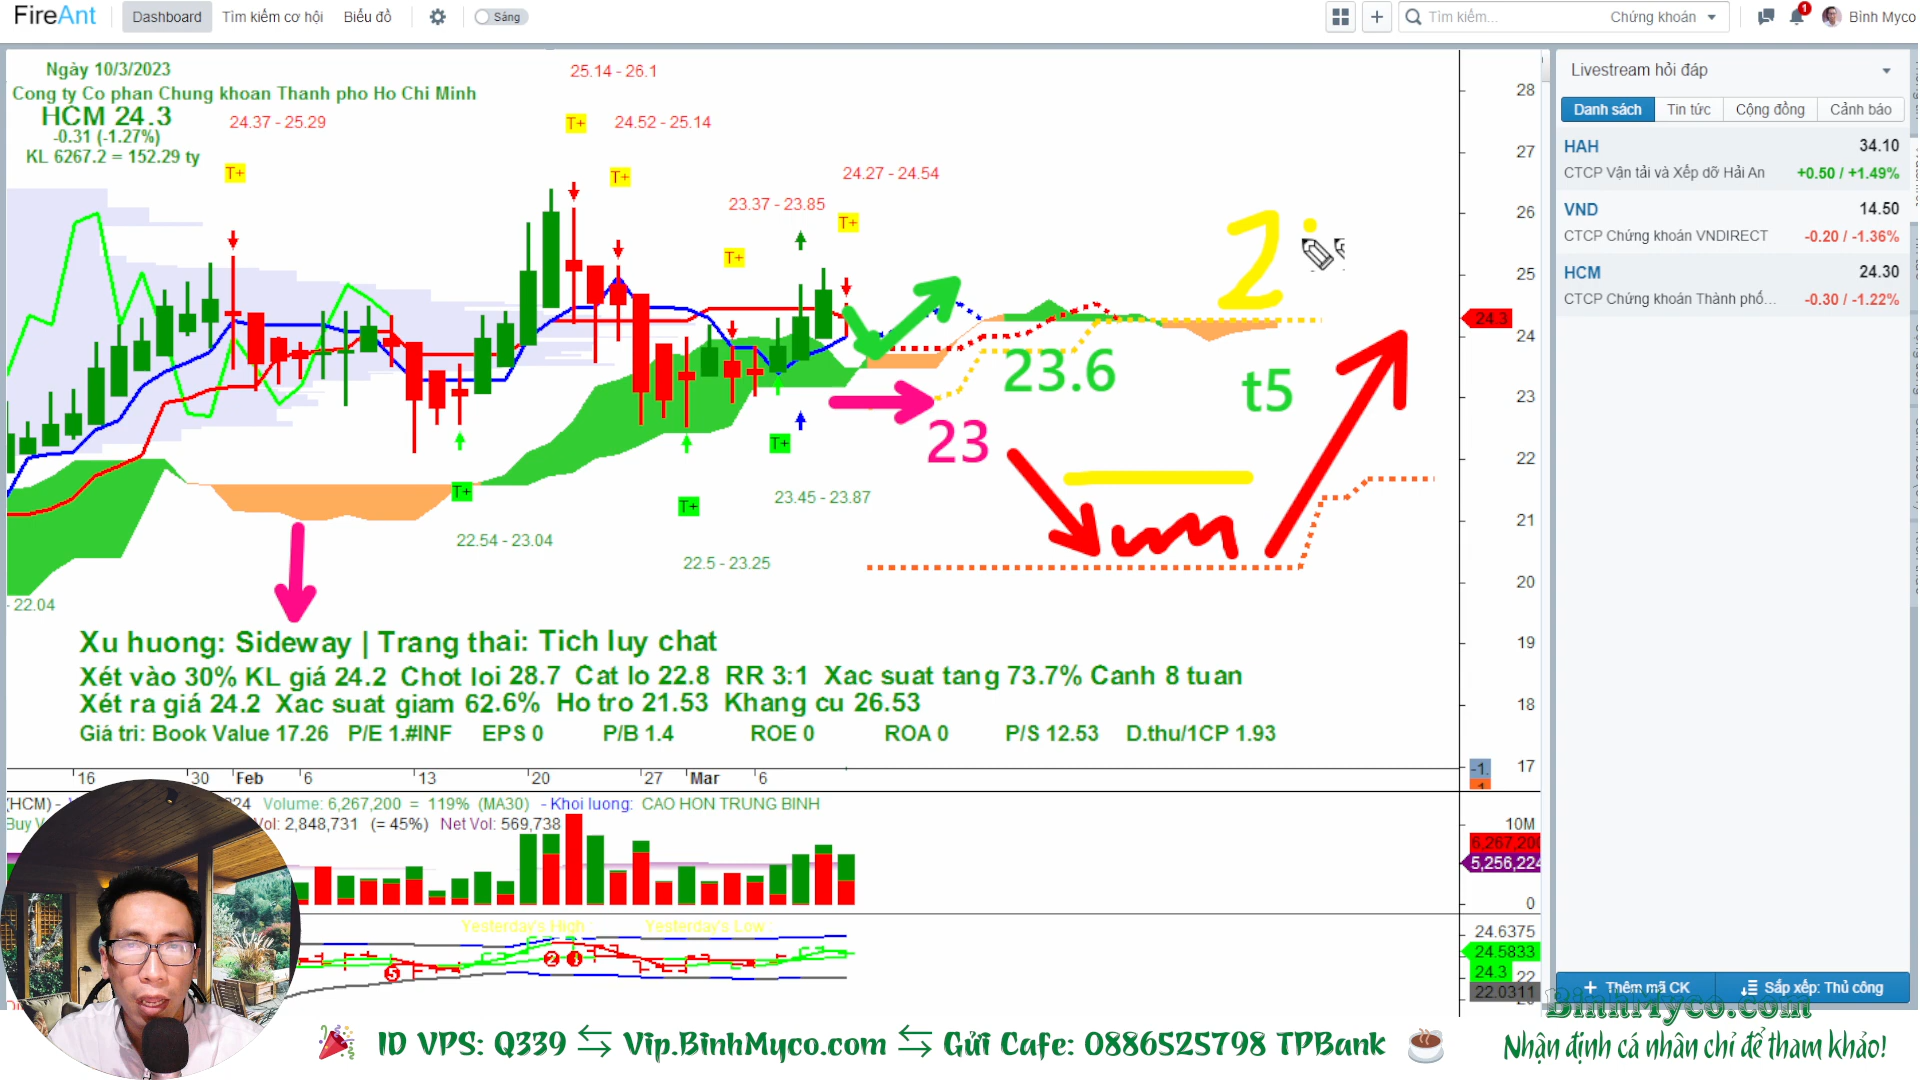 FireAnt
Dashboard
Tìm kiếm cơ hội
Biểu đồ
Sáng
Tìm kiếm...
Chứng khoán
1
Bình Myco
Ngày 10/3/2023
Cong ty Co phan Chung khoan Thanh pho Ho Chi Minh
HCM 24.3
-0.31 (-1.27%)
KL 6267.2 = 152.29 ty
24.37 - 25.29
T+
25.14 - 26.1
T+
24.52 - 25.14
T+
23.37 - 23.85
T+
24.27 - 24.54
T+
2
23.6
t5
23
T+
22.54 - 23.04
T+
22.5 - 23.25
T+
23.45 - 23.87
- 22.04
28
27
26
25
24.3
24
23
22
21
20
19
18
17
Xu huong: Sideway | Trang thai: Tich luy chat
Xét vào 30% KL giá 24.2 Chot loi 28.7 Cat lo 22.8 RR 3:1 Xac suat tang 73.7% Canh 8 tuan
Xét ra giá 24.2 Xac suat giam 62.6% Ho tro 21.53 Khang cu 26.53
Giá tri: Book Value 17.26 P/E 1.#INF EPS 0 P/B 1.4 ROE 0 ROA 0 P/S 12.53 D.thu/1CP 1.93
16 30 Feb 6 13 20 27 Mar 6
-1.
(HCM) - 
Volume: 6,267,200 = 119% (MA30) - Khoi luong: CAO HON TRUNG BINH
Vol: 2,848,731 (= 45%) Net Vol: 569,738
10M
6,267,200
5,256,224
0
Yesterday's High
Yesterday's Low
5
2
24.6375
24.5833
24.3
22
22.0311
Livestream hỏi đáp
Danh sách
Tin tức
Cộng đồng
Cảnh báo
HAH 34.10
CTCP Vận tải và Xếp dỡ Hải An +0.50 / +1.49%
VND 14.50
CTCP Chứng khoán VNDIRECT -0.20 / -1.36%
HCM 24.30
CTCP Chứng khoán Thành phố... -0.30 / -1.22%
+ Thêm mã CK
Sắp xếp: Thủ công
BinhMyco.com
ID VPS: Q339 ⇆ Vip.BinhMyco.com ⇆ Gửi Cafe: 0886525798 TPBank
Nhận định cá nhân chỉ để tham khảo!